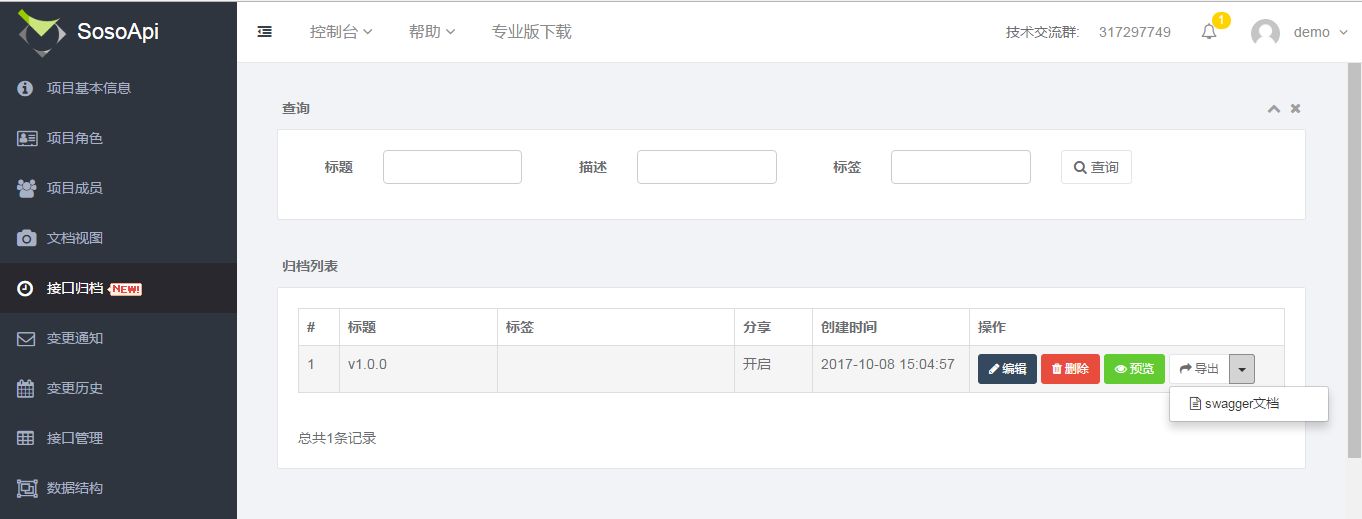 SosoApi
控制台 帮助 专业版下载 技术交流群: 317297749 1 demo
项目基本信息
项目角色
项目成员
文档视图
接口归档 NEW!
变更通知
变更历史
接口管理
数据结构
查询
标题 描述 标签 查询
归档列表
# 标题 标签 分享 创建时间 操作
1 v1.0.0 开启 2017-10-08 15:04:57 编辑 删除 预览 导出
swagger文档
总共1条记录